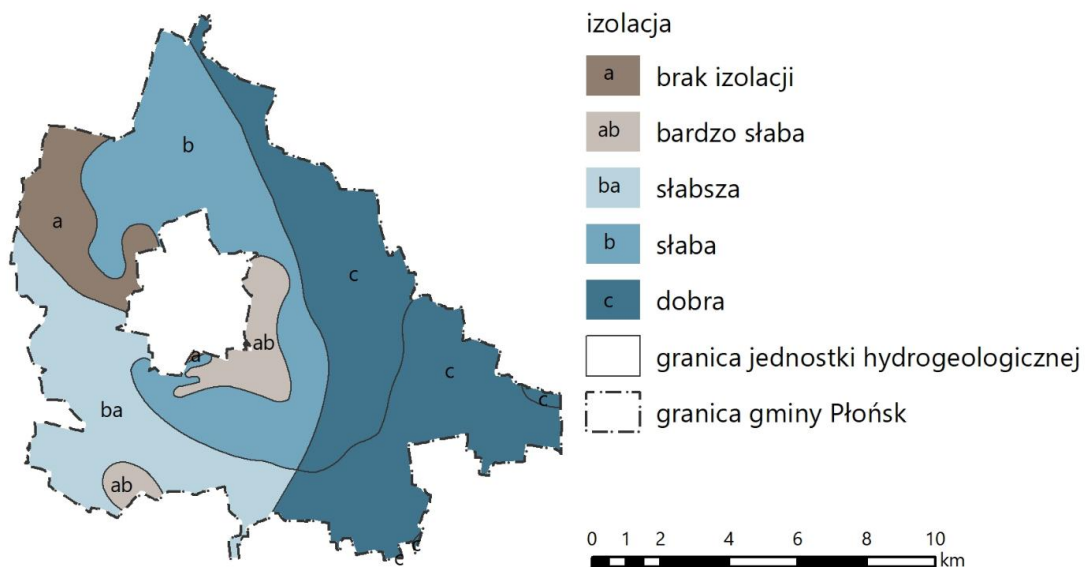 izolacja
a brak izolacji
ab bardzo słaba
ba słabsza
b słaba
c dobra
granica jednostki hydrogeologicznej
granica gminy Płońsk
b
a
c
ab
a
c
c
ba
ab
0 1 2 4 6 8 10
km